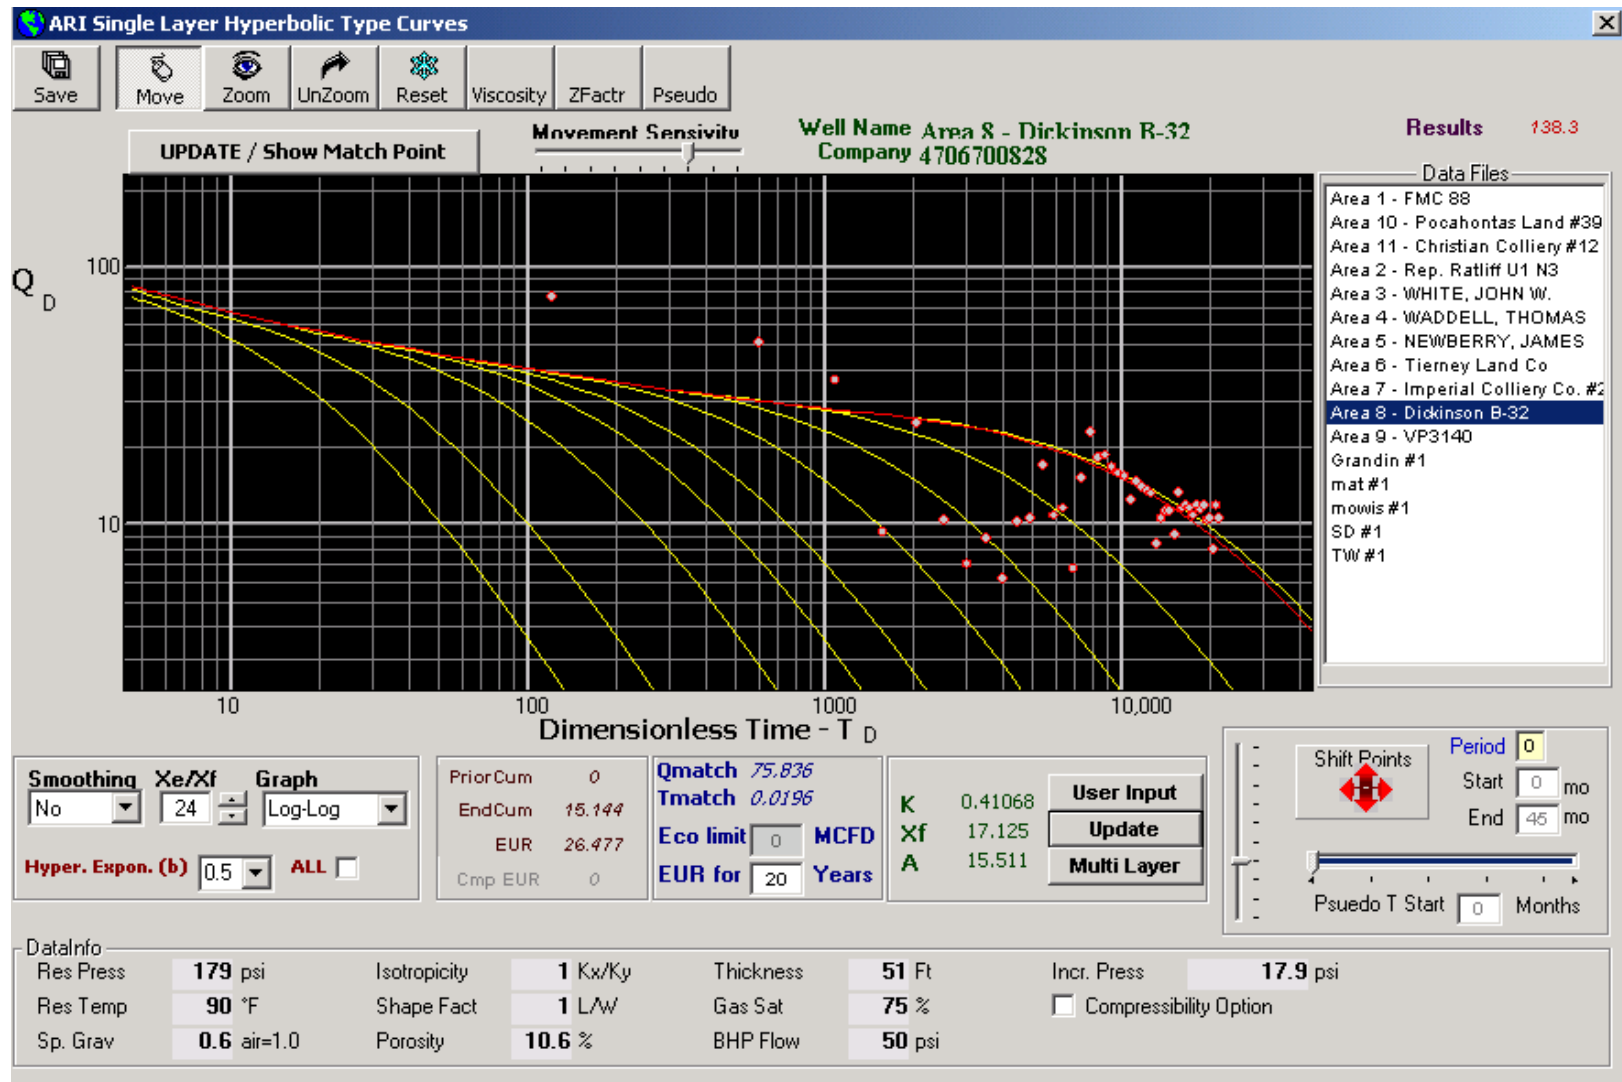 ARI Single Layer Hyperbolic Type Curves
Save Move Zoom UnZoom Reset Viscosity ZFactr Pseudo
UPDATE / Show Match Point
Movement Sensivity
Well Name Area 8 - Dickinson B-32
Company 4706700828
Results 138.3
Data Files
Area 1 - FMC 88
Area 10 - Pocahontas Land #39
Area 11 - Christian Colliery #12
Area 2 - Rep. Ratliff U1 N3
Area 3 - WHITE, JOHN W.
Area 4 - WADDELL, THOMAS
Area 5 - NEWBERRY, JAMES
Area 6 - Tierney Land Co
Area 7 - Imperial Colliery Co. #2
Area 8 - Dickinson B-32
Area 9 - VP3140
Grandin #1
mat #1
mowis #1
SD #1
TW #1
Q D
100
10
10 100 1000 10,000
Dimensionless Time - T D
Smoothing Xe/Xf Graph
No 24 Log-Log
Hyper. Expon. (b) 0.5 ALL
PriorCum 0
EndCum 15.144
EUR 26.477
Cmp EUR 0
Qmatch 75.836
Tmatch 0.0196
Eco limit 0 MCFD
EUR for 20 Years
K 0.41068
Xf 17.125
A 15.511
User Input
Update
Multi Layer
Shift Points
Period 0
Start 0 mo
End 45 mo
Psuedo T Start 0 Months
DataInfo
Res Press 179 psi Isotropicity 1 Kx/Ky Thickness 51 Ft Incr. Press 17.9 psi
Res Temp 90 °F Shape Fact 1 L/W Gas Sat 75 % Compressibility Option
Sp. Grav 0.6 air=1.0 Porosity 10.6 % BHP Flow 50 psi